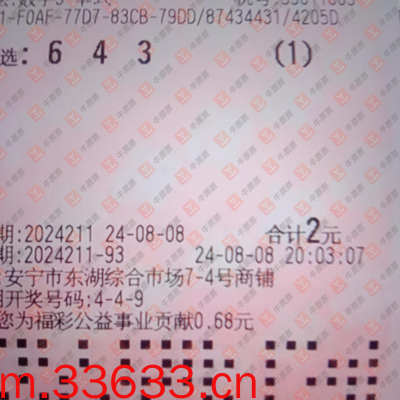 1-F0AF-77D7-83CB-79DD/87434431/4205D
选: 6 4 3 (1)
期:2024211 24-08-08 合计2元
期:2024211-93 24-08-08 20:03:07
:安宁市东湖综合市场7-4号商铺
期开奖号码:4-4-9
您为福彩公益事业贡献0.68元
m.33633.cn